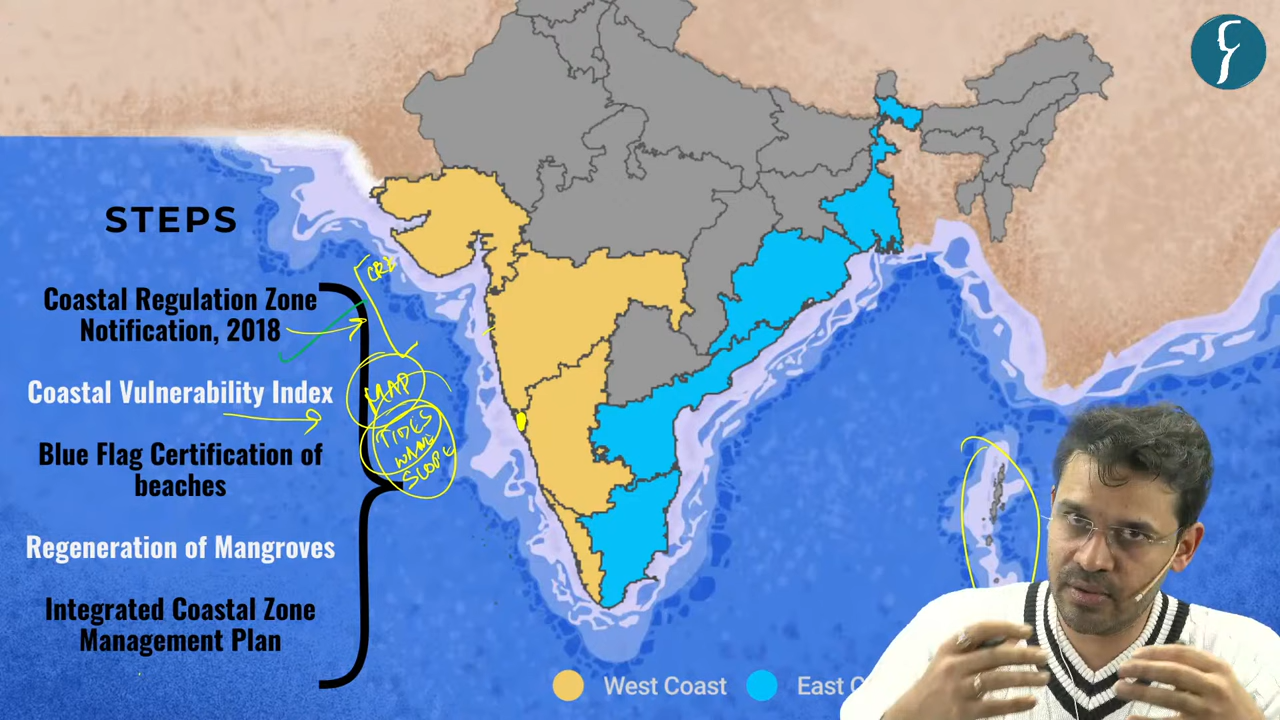 STEPS
Coastal Regulation Zone
Notification, 2018
Coastal Vulnerability Index
Blue Flag Certification of
beaches
Regeneration of Mangroves
Integrated Coastal Zone
Management Plan
CRZ
MAP
TIDES
WAVE
SLOPE
West Coast
East C